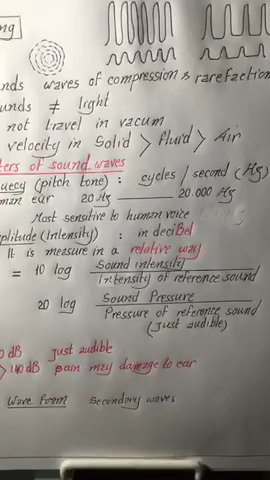 ng
nds waves of compression & rarefaction
unds ≠ light
not travel in vacum
velocity in Solid > fluid > Air
ters of sound waves
quecy (pitch tone) : cycles / second (Hz)
man ear 20 Hz ——— 20.000 Hz
Most sensitive to human voice
plitude (Intensity) : in deciBel
It is measure in a relative way
= 10 log Sound intensity
Intensity of reference sound
20 log Sound Pressure
Pressure of reference sound
(Just audible)
0 dB Just audible
> 140 dB pain may damage to ear
Wave form Secondary waves